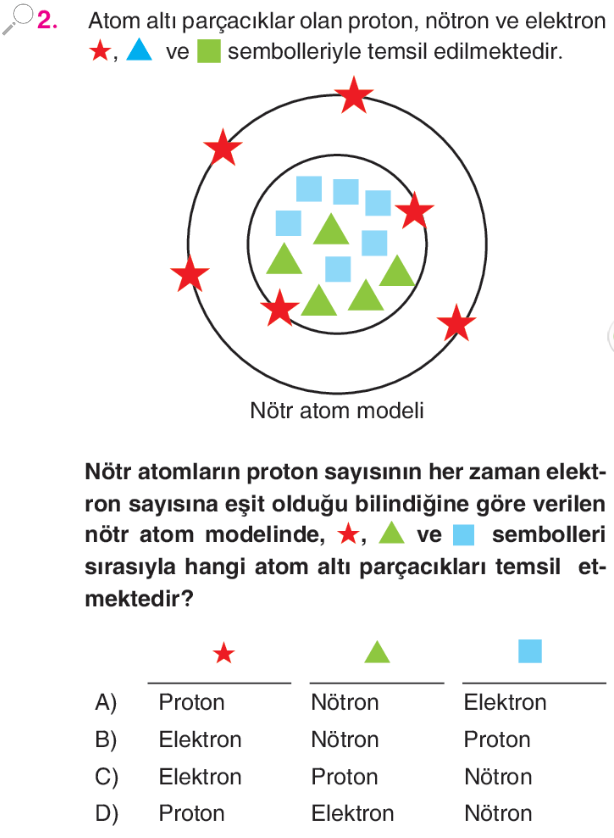 2. Atom altı parçacıklar olan proton, nötron ve elektron
, ve sembolleriyle temsil edilmektedir.
Nötr atom modeli
Nötr atomların proton sayısının her zaman elekt-
ron sayısına eşit olduğu bilindiğine göre verilen
nötr atom modelinde, , ve sembolleri
sırasıyla hangi atom altı parçacıkları temsil et-
mektedir?
A) Proton Nötron Elektron
B) Elektron Nötron Proton
C) Elektron Proton Nötron
D) Proton Elektron Nötron